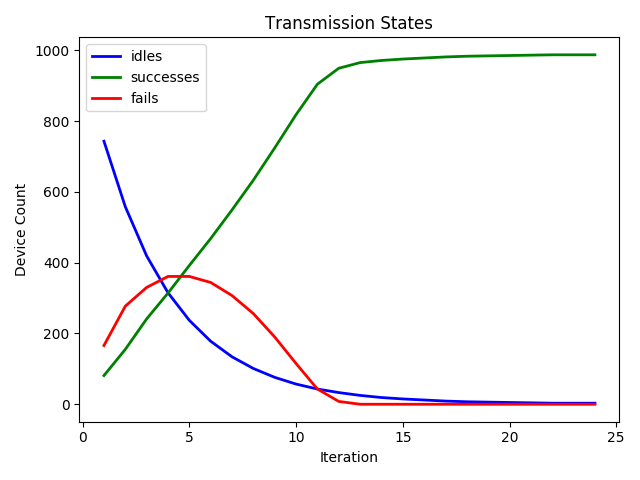 Transmission States
idles
successes
fails
Device Count
1000
800
600
400
200
0
0 5 10 15 20 25
Iteration